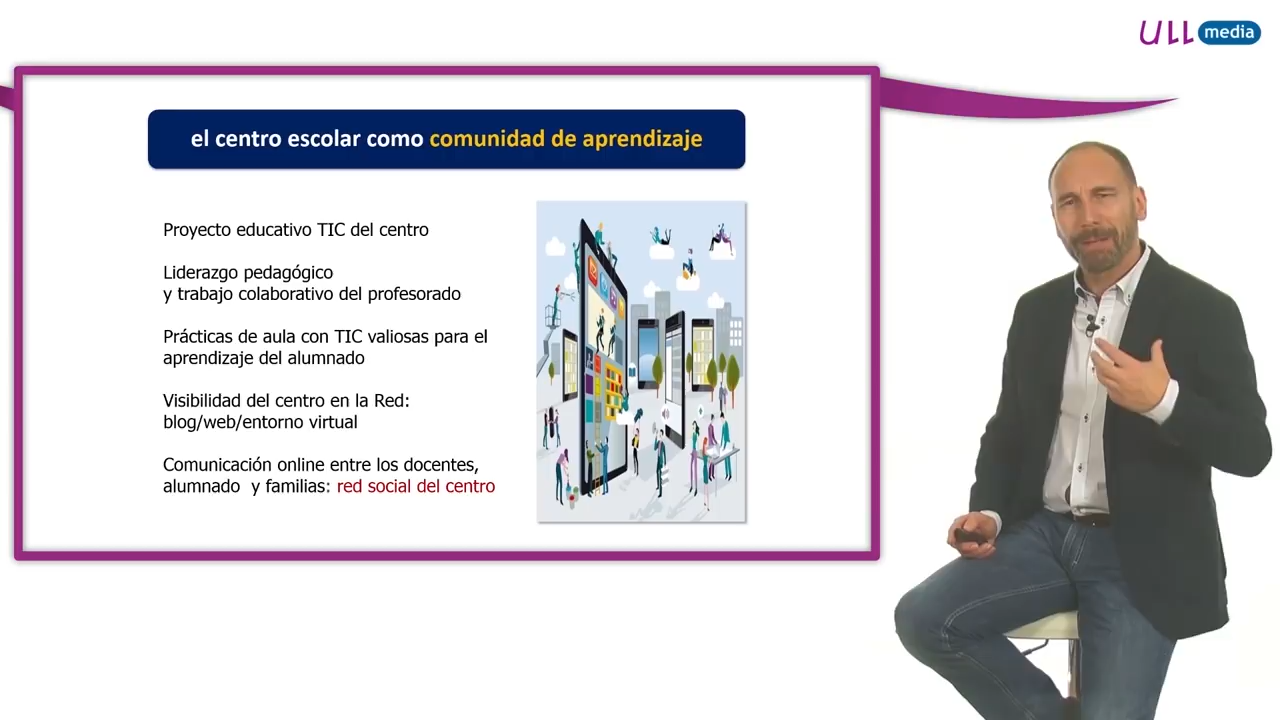 ULL media
el centro escolar como comunidad de aprendizaje
Proyecto educativo TIC del centro
Liderazgo pedagógico
y trabajo colaborativo del profesorado
Prácticas de aula con TIC valiosas para el
aprendizaje del alumnado
Visibilidad del centro en la Red:
blog/web/entorno virtual
Comunicación online entre los docentes,
alumnado y familias: red social del centro